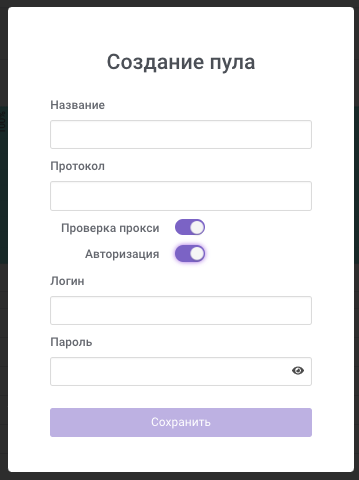 Создание пула
Название
Протокол
Проверка прокси
Авторизация
Логин
Пароль
Сохранить